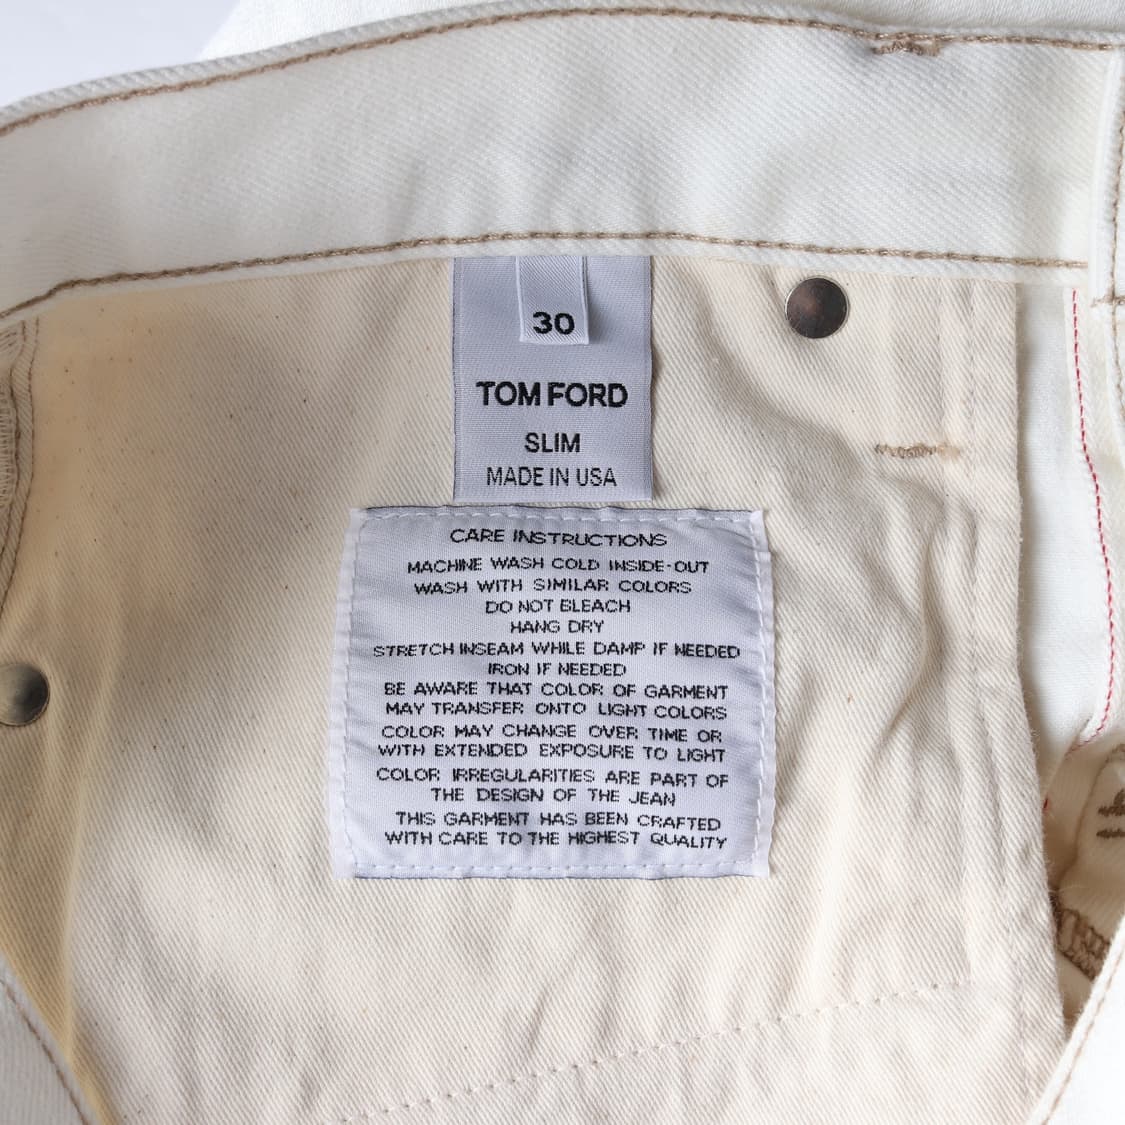 30
TOM FORD
SLIM
MADE IN USA
CARE INSTRUCTIONS
MACHINE WASH COLD INSIDE-OUT
WASH WITH SIMILAR COLORS
DO NOT BLEACH
HANG DRY
STRETCH INSEAM WHILE DAMP IF NEEDED
IRON IF NEEDED
BE AWARE THAT COLOR OF GARMENT
MAY TRANSFER ONTO LIGHT COLORS
COLOR MAY CHANGE OVER TIME OR
WITH EXTENDED EXPOSURE TO LIGHT
COLOR IRREGULARITIES ARE PART OF
THE DESIGN OF THE JEAN
THIS GARMENT HAS BEEN CRAFTED
WITH CARE TO THE HIGHEST QUALITY